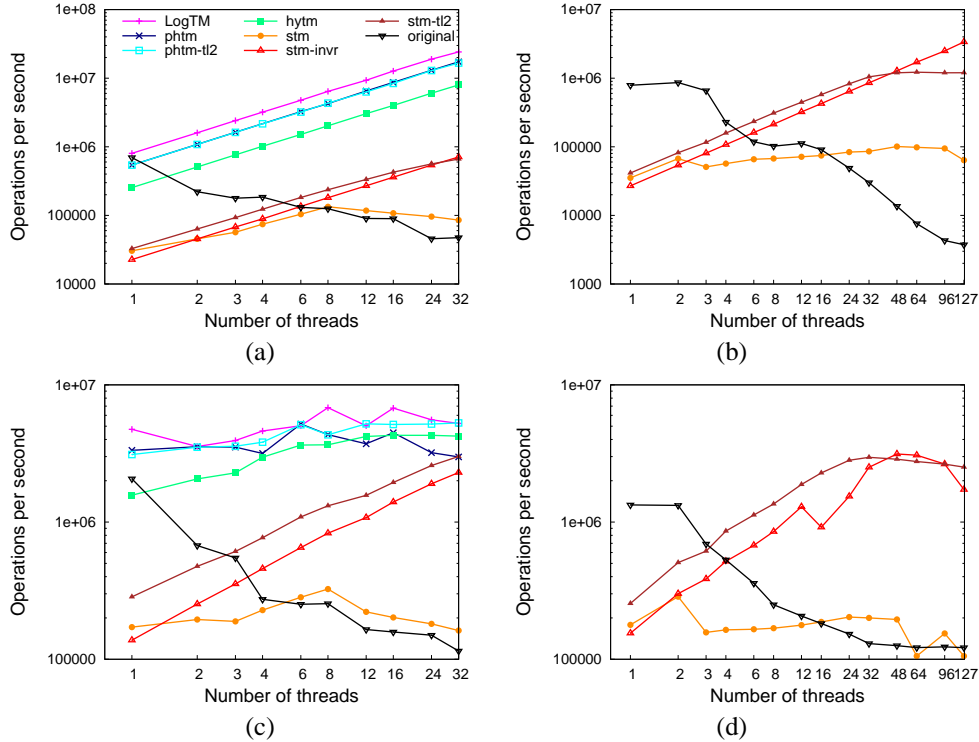 1e+08
1e+07
1e+06
100000
10000
Operations per second
LogTM
phtm
phtm-tl2
hytm
stm
stm-invr
stm-tl2
original
1 2 3 4 6 8 12 16 24 32
Number of threads
(a)
1e+07
1e+06
100000
10000
1000
Operations per second
1 2 3 4 6 8 12 16 24 32 48 64 96 127
Number of threads
(b)
1e+07
1e+06
100000
Operations per second
1 2 3 4 6 8 12 16 24 32
Number of threads
(c)
1e+07
1e+06
100000
Operations per second
1 2 3 4 6 8 12 16 24 32 48 64 96 127
Number of threads
(d)